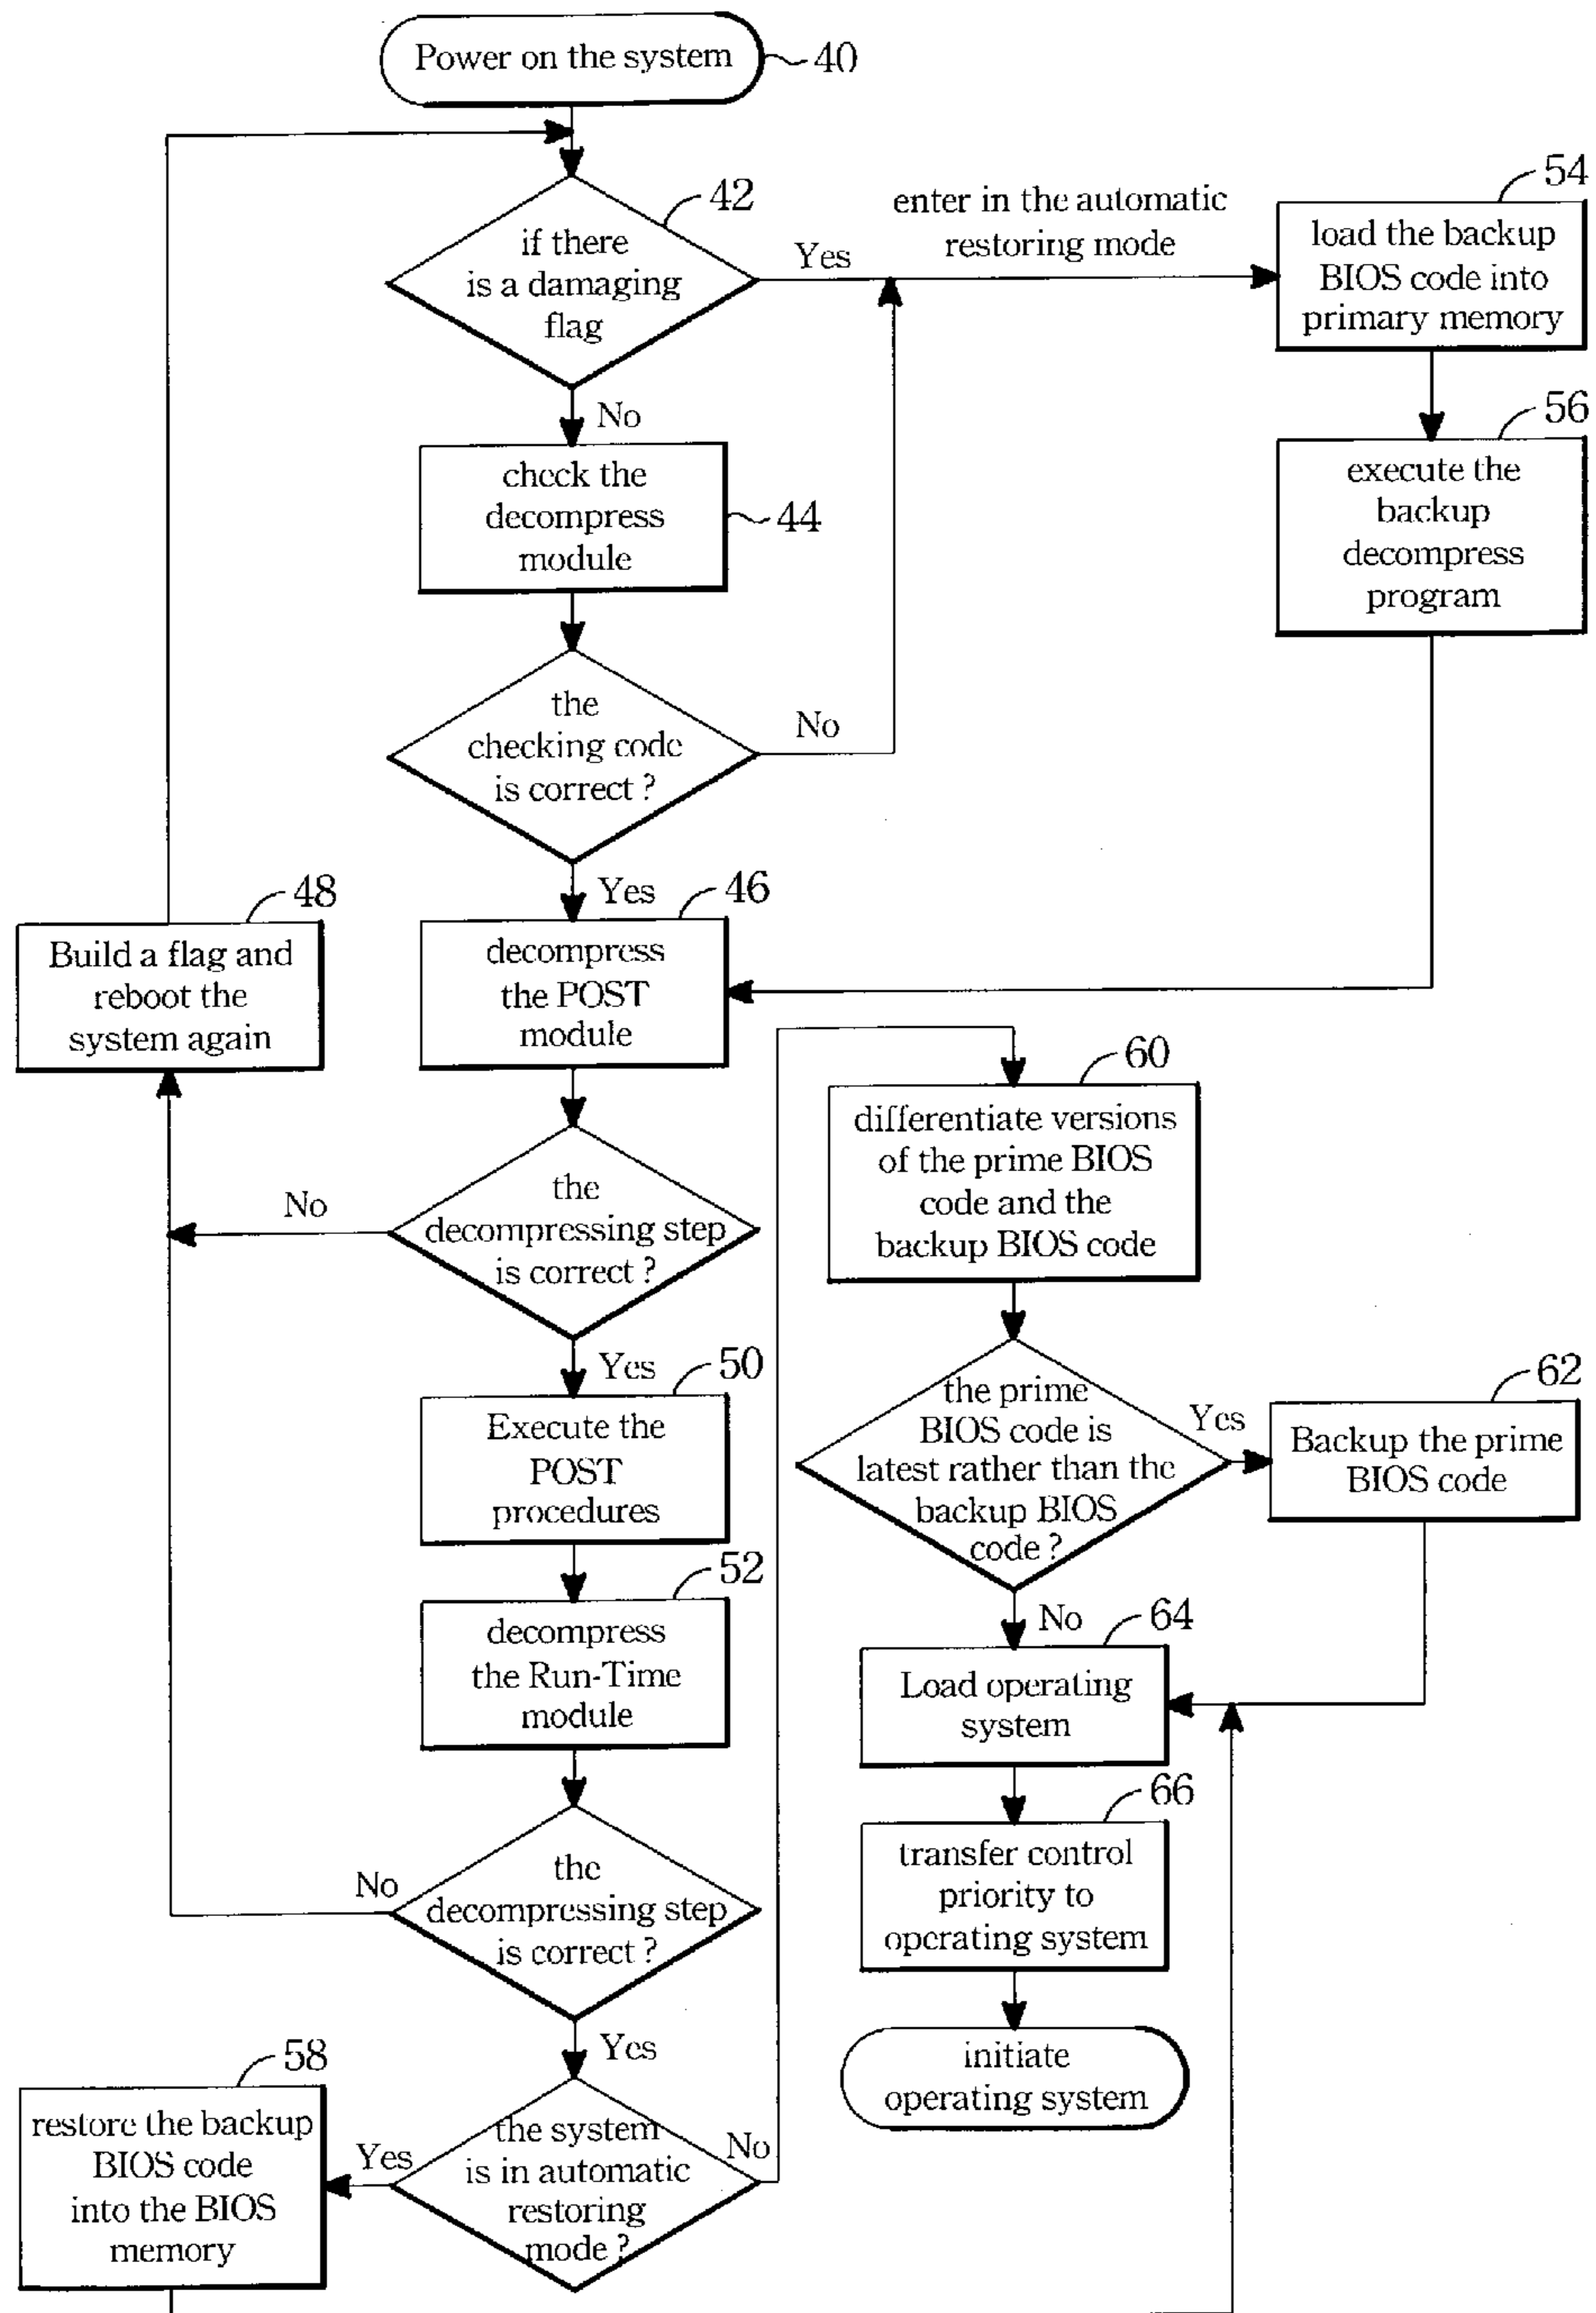 Power on the system
40
42
if there
is a damaging
flag
Yes
enter in the automatic
restoring mode
54
load the backup
BIOS code into
primary memory
No
56
execute the
backup
decompress
program
check the
decompress
module
44
the
checking code
is correct ?
No
Yes
46
decompress
the POST
module
48
Build a flag and
reboot the
system again
the
decompressing step
is correct ?
No
Yes
50
Execute the
POST
procedures
52
decompress
the Run-Time
module
the
decompressing step
is correct ?
No
Yes
the system
is in automatic
restoring
mode ?
Yes
No
58
restore the backup
BIOS code
into the BIOS
memory
60
differentiate versions
of the prime BIOS
code and the
backup BIOS code
the prime
BIOS code is
latest rather than the
backup BIOS
code ?
Yes
62
Backup the prime
BIOS code
No
64
Load operating
system
66
transfer control
priority to
operating system
initiate
operating system